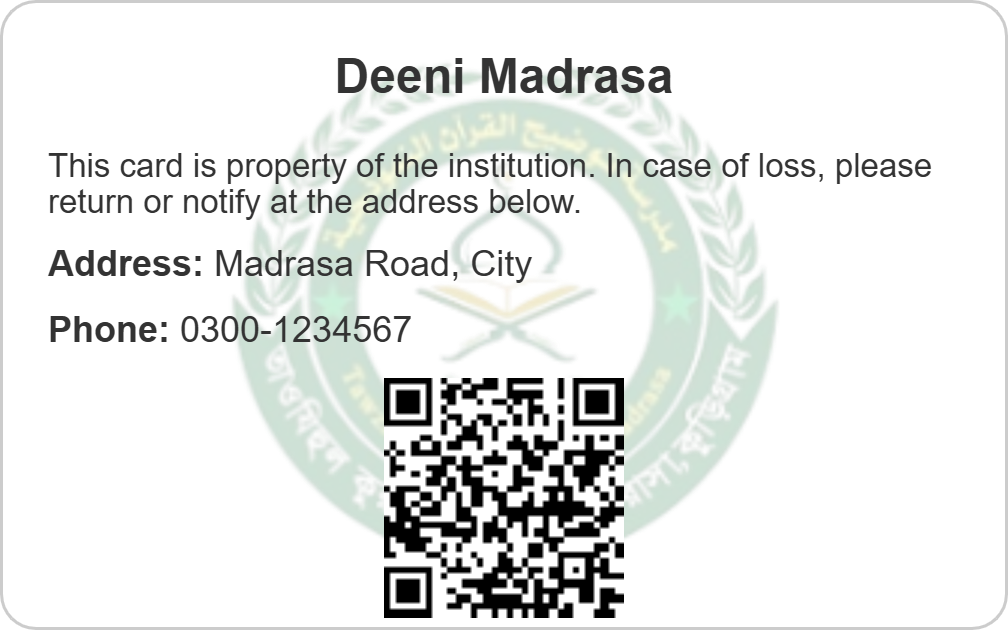 Deeni Madrasa
This card is property of the institution. In case of loss, please
return or notify at the address below.
Address: Madrasa Road, City
Phone: 0300-1234567
তাওযিহুল
কুড়িগ্রাম